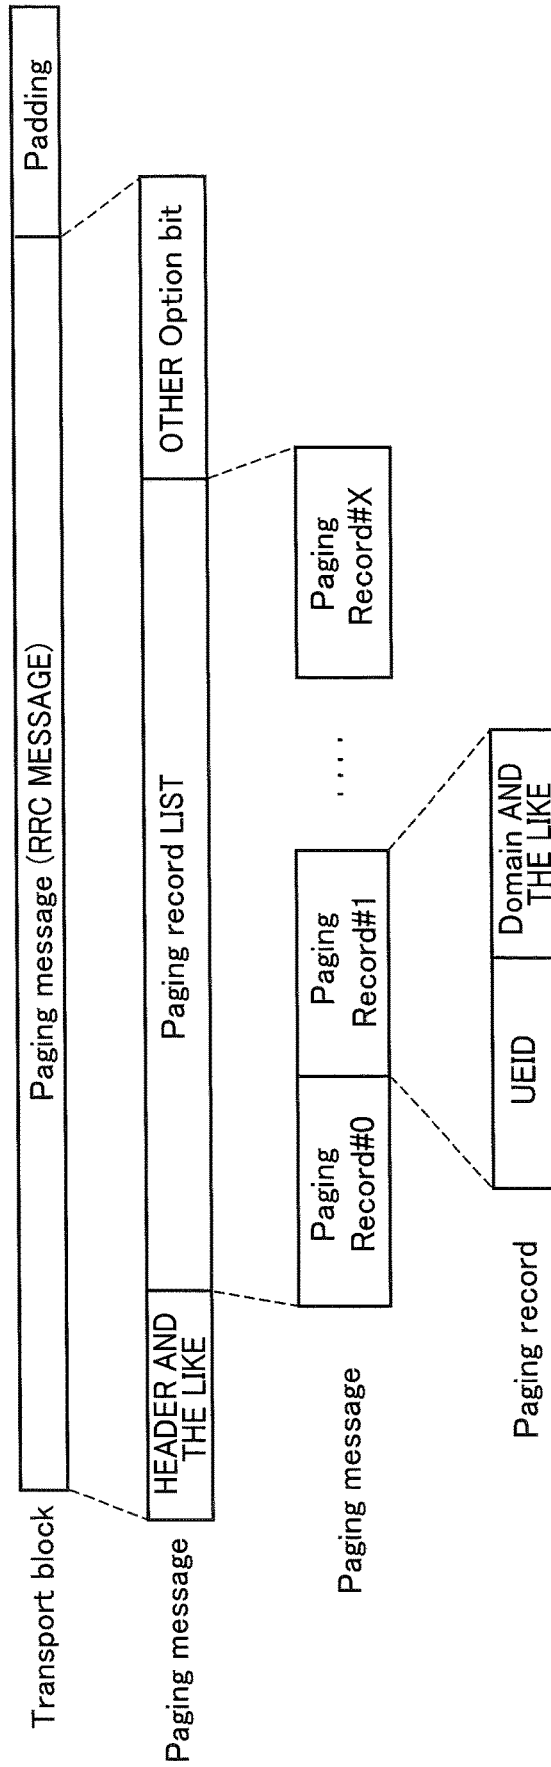 Transport block
Paging message (RRC MESSAGE)
Padding
Paging message
HEADER AND
THE LIKE
Paging record LIST
OTHER Option bit
Paging message
Paging
Record#0
Paging
Record#1
....
Paging
Record#X
Paging record
UEID
Domain AND
THE LIKE